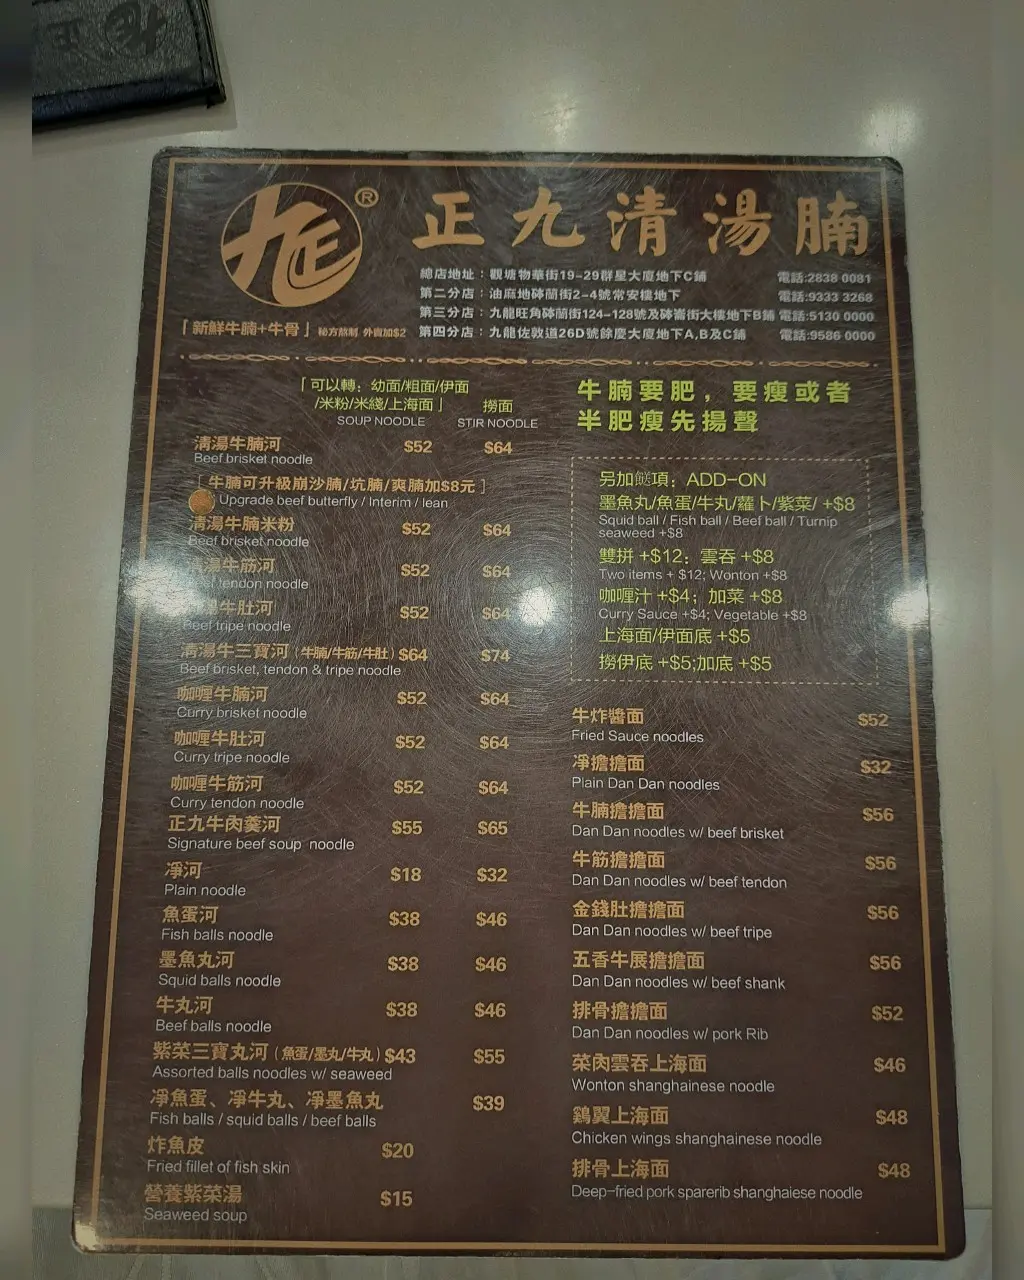 九正®
正九清湯腩
總店地址：觀塘物華街19-29群星大廈地下C鋪 電話:2838 0081
第二分店：油麻地砵蘭街2-4號常安樓地下 電話:9333 3268
第三分店：九龍旺角砵蘭街124-128號及砵崙街大樓地下B鋪 電話:5130 0000
第四分店：九龍佐敦道26D號餘慶大廈地下A,B及C鋪 電話:9586 0000
「新鮮牛腩+牛骨」秘方熬制 外賣加$2
「可以轉：幼面/粗面/伊面
/米粉/米綫/上海面」 撈面
SOUP NOODLE STIR NOODLE
清湯牛腩河 $52 $64
Beef brisket noodle
［牛腩可升級崩沙腩/坑腩/爽腩加$8元］
Upgrade beef butterfly / Interim / lean
清湯牛腩米粉 $52 $64
Beef brisket noodle
清湯牛筋河 $52 $64
Beef tendon noodle
牛肚河 $52 $64
Beef tripe noodle
清湯牛三寶河（牛腩/牛筋/牛肚）$64 $74
Beef brisket, tendon & tripe noodle
咖喱牛腩河 $52 $64
Curry brisket noodle
咖喱牛肚河 $52 $64
Curry tripe noodle
咖喱牛筋河 $52 $64
Curry tendon noodle
正九牛肉羹河 $55 $65
Signature beef soup noodle
凈河 $18 $32
Plain noodle
魚蛋河 $38 $46
Fish balls noodle
墨魚丸河 $38 $46
Squid balls noodle
牛丸河 $38 $46
Beef balls noodle
紫菜三寶丸河（魚蛋/墨丸/牛丸）$43 $55
Assorted balls noodles w/ seaweed
凈魚蛋、凈牛丸、凈墨魚丸 $39
Fish balls / squid balls / beef balls
炸魚皮 $20
Fried fillet of fish skin
營養紫菜湯 $15
Seaweed soup
牛腩要肥，要瘦或者
半肥瘦先揚聲
另加餸項：ADD-ON
墨魚丸/魚蛋/牛丸/蘿卜/紫菜/ +$8
Squid ball / Fish ball / Beef ball / Turnip
seaweed +$8
雙拼 +$12；雲吞 +$8
Two items + $12; Wonton +$8
咖喱汁 +$4；加菜 +$8
Curry Sauce +$4; Vegetable +$8
上海面/伊面底 +$5
撈伊底 +$5;加底 +$5
牛炸醬面 $52
Fried Sauce noodles
凈擔擔面 $32
Plain Dan Dan noodles
牛腩擔擔面 $56
Dan Dan noodles w/ beef brisket
牛筋擔擔面 $56
Dan Dan noodles w/ beef tendon
金錢肚擔擔面 $56
Dan Dan noodles w/ beef tripe
五香牛展擔擔面 $56
Dan Dan noodles w/ beef shank
排骨擔擔面 $52
Dan Dan noodles w/ pork Rib
菜肉雲吞上海面 $46
Wonton shanghainese noodle
鷄翼上海面 $48
Chicken wings shanghainese noodle
排骨上海面 $48
Deep-fried pork sparerib shanghaiese noodle